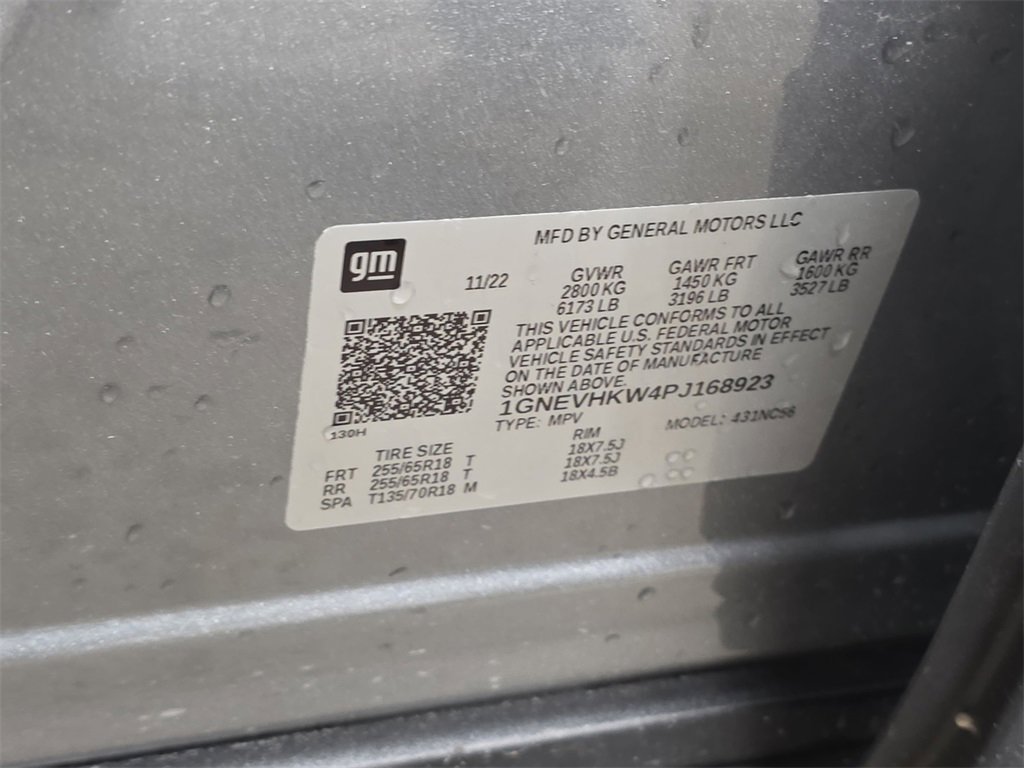 MFD BY GENERAL MOTORS LLC
gm
11/22
GVWR GAWR FRT GAWR RR
2800 KG 1450 KG 1600 KG
6173 LB 3196 LB 3527 LB
THIS VEHICLE CONFORMS TO ALL
APPLICABLE U.S. FEDERAL MOTOR
VEHICLE SAFETY STANDARDS IN EFFECT
ON THE DATE OF MANUFACTURE
SHOWN ABOVE.
1GNEVHKW4PJ168923
TYPE: MPV MODEL: 431NC56
130H
TIRE SIZE RIM
FRT 255/65R18 T 18X7.5J
RR 255/65R18 T 18X7.5J
SPA T135/70R18 M 18X4.5B